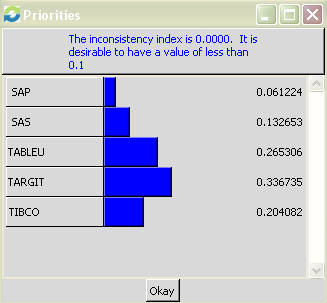 Priorities
The inconsistency index is 0.0000. It is
desirable to have a value of less than
0.1
SAP 0.061224
SAS 0.132653
TABLEU 0.265306
TARGIT 0.336735
TIBCO 0.204082
Okay